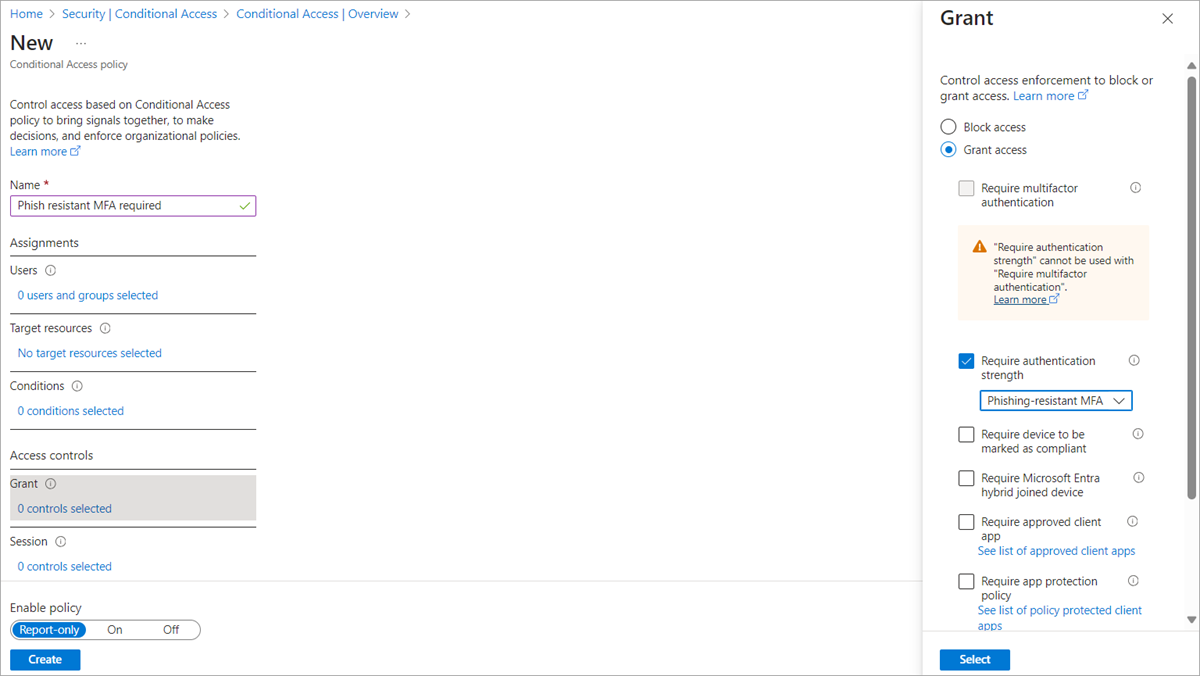 Home > Security | Conditional Access > Conditional Access | Overview >
New ...
Conditional Access policy
Control access based on Conditional Access
policy to bring signals together, to make
decisions, and enforce organizational policies.
Learn more
Name *
Phish resistant MFA required
Assignments
Users
0 users and groups selected
Target resources
No target resources selected
Conditions
0 conditions selected
Access controls
Grant
0 controls selected
Session
0 controls selected
Enable policy
Report-only On Off
Create
Grant
Control access enforcement to block or
grant access. Learn more
Block access
Grant access
Require multifactor
authentication
"Require authentication
strength" cannot be used with
"Require multifactor
authentication".
Learn more
Require authentication
strength
Phishing-resistant MFA
Require device to be
marked as compliant
Require Microsoft Entra
hybrid joined device
Require approved client
app
See list of approved client apps
Require app protection
policy
See list of policy protected client
apps
Select